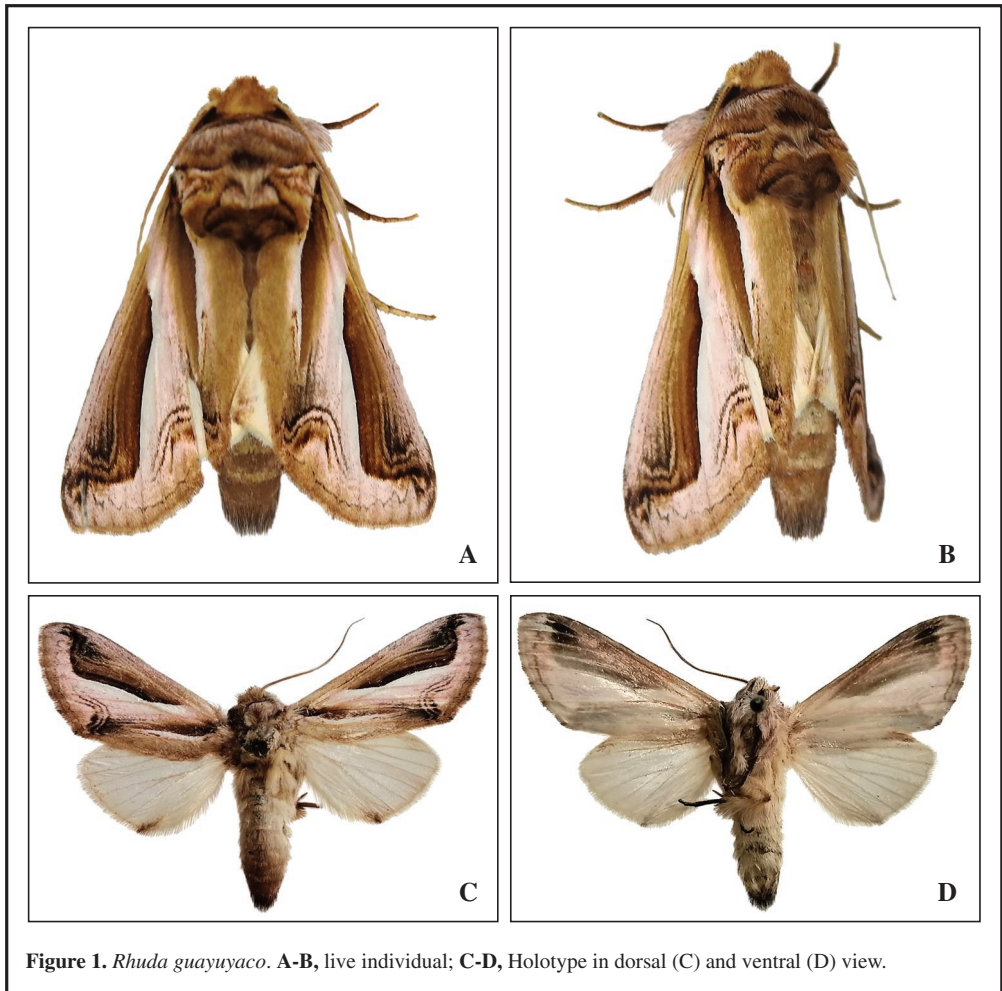 A
B
C
D
Figure 1. Rhuda guayuyaco. A-B, live individual; C-D, Holotype in dorsal (C) and ventral (D) view.